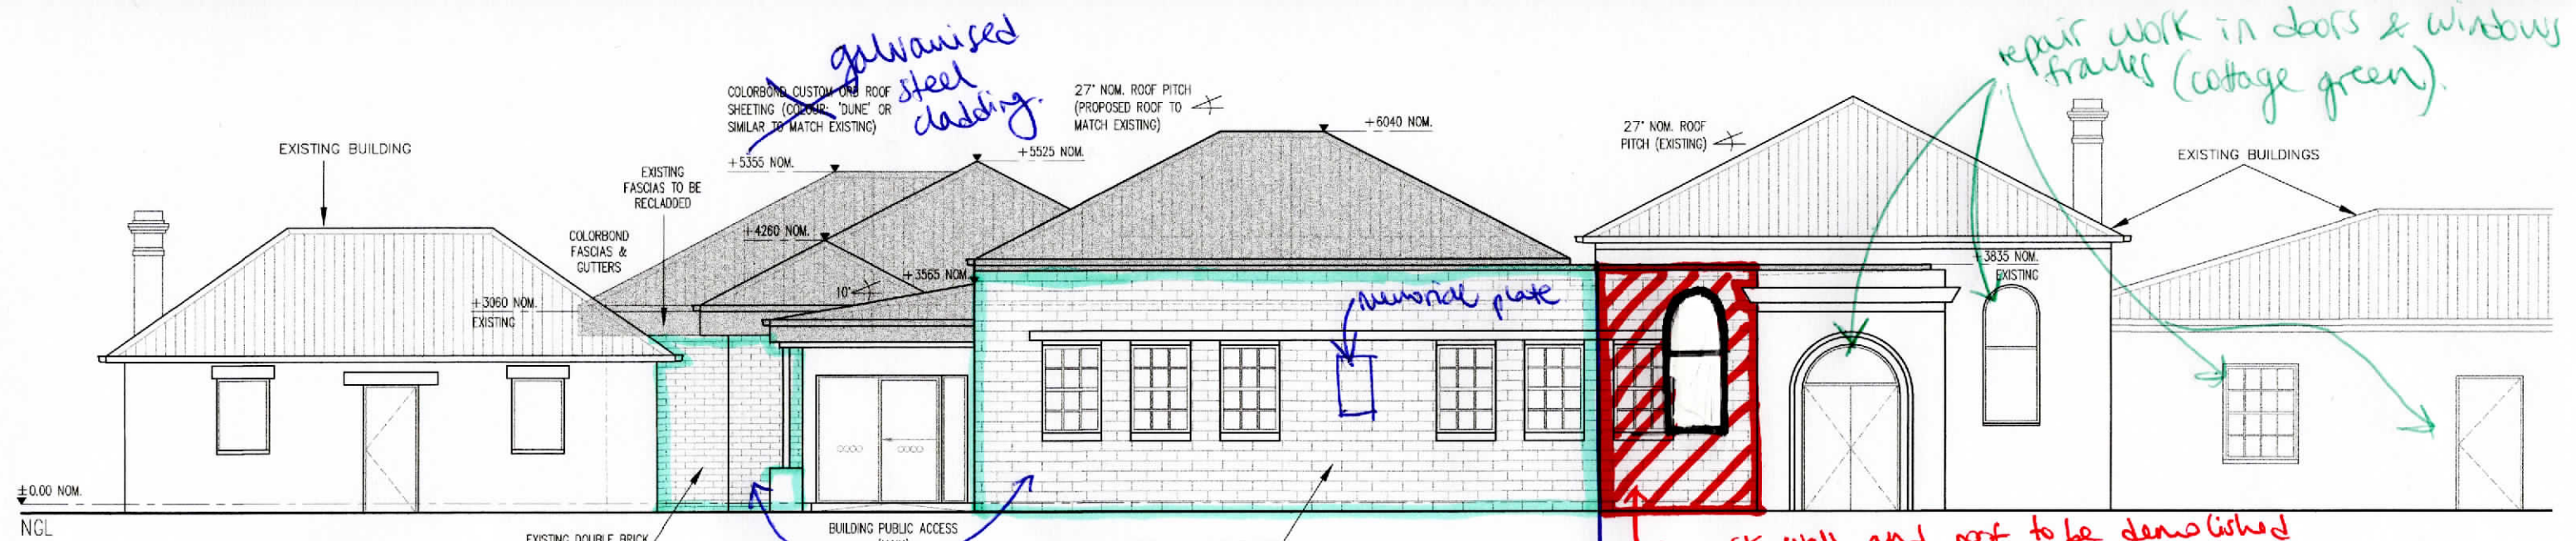 galvanised
steel
cladding.
COLORBOND CUSTOM ORB ROOF
SHEETING (COLOUR: 'DUNE' OR
SIMILAR TO MATCH EXISTING)
27° NOM. ROOF PITCH
(PROPOSED ROOF TO
MATCH EXISTING)
repair work in doors & windows
frames (cottage green).
+6040 NOM.
27° NOM. ROOF
PITCH (EXISTING)
EXISTING BUILDING
+5355 NOM.
+5525 NOM.
EXISTING BUILDINGS
EXISTING
FASCIAS TO BE
RECLADDED
COLORBOND
FASCIAS &
GUTTERS
+4260 NOM.
+3565 NOM.
10°
+3060 NOM.
EXISTING
+3835 NOM.
EXISTING
memorial plate
±0.00 NOM.
NGL
EXISTING DOUBLE BRICK
BUILDING PUBLIC ACCESS
wall and roof to be demolished